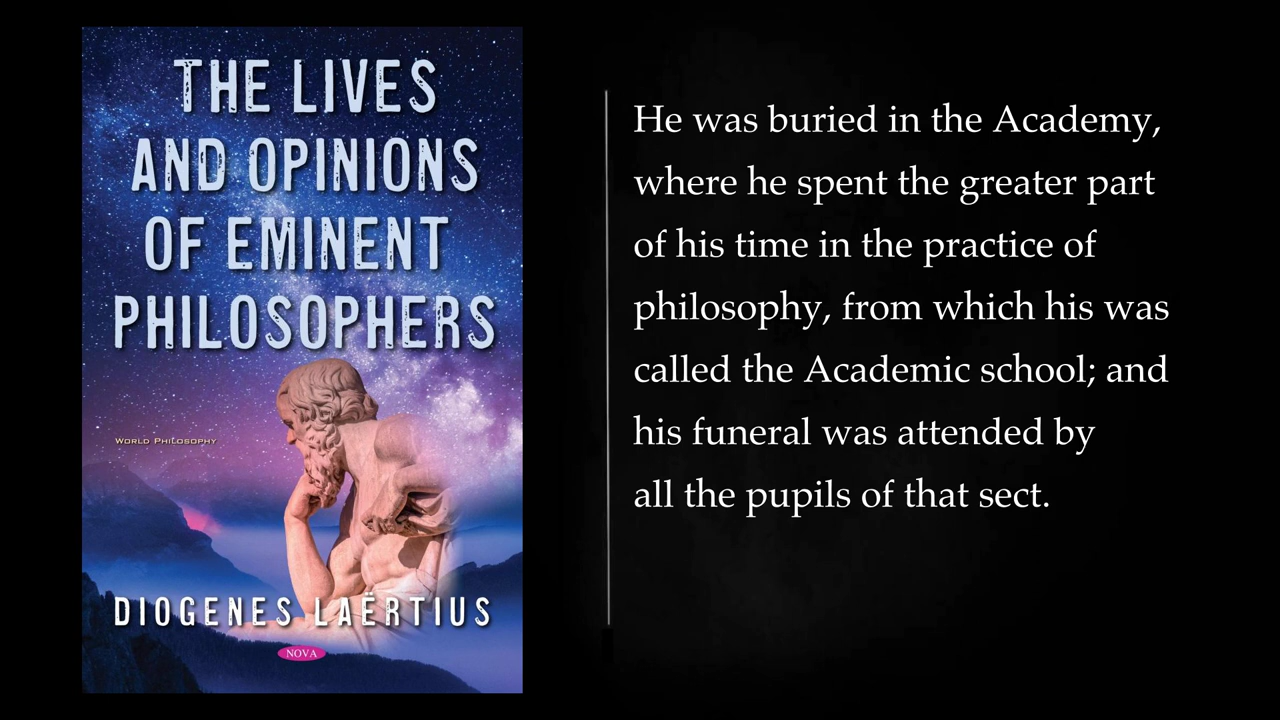 THE LIVES
AND OPINIONS
OF EMINENT
PHILOSOPHERS
WORLD PHILOSOPHY
DIOGENES LAËRTIUS
NOVA
He was buried in the Academy,
where he spent the greater part
of his time in the practice of
philosophy, from which his was
called the Academic school; and
his funeral was attended by
all the pupils of that sect.